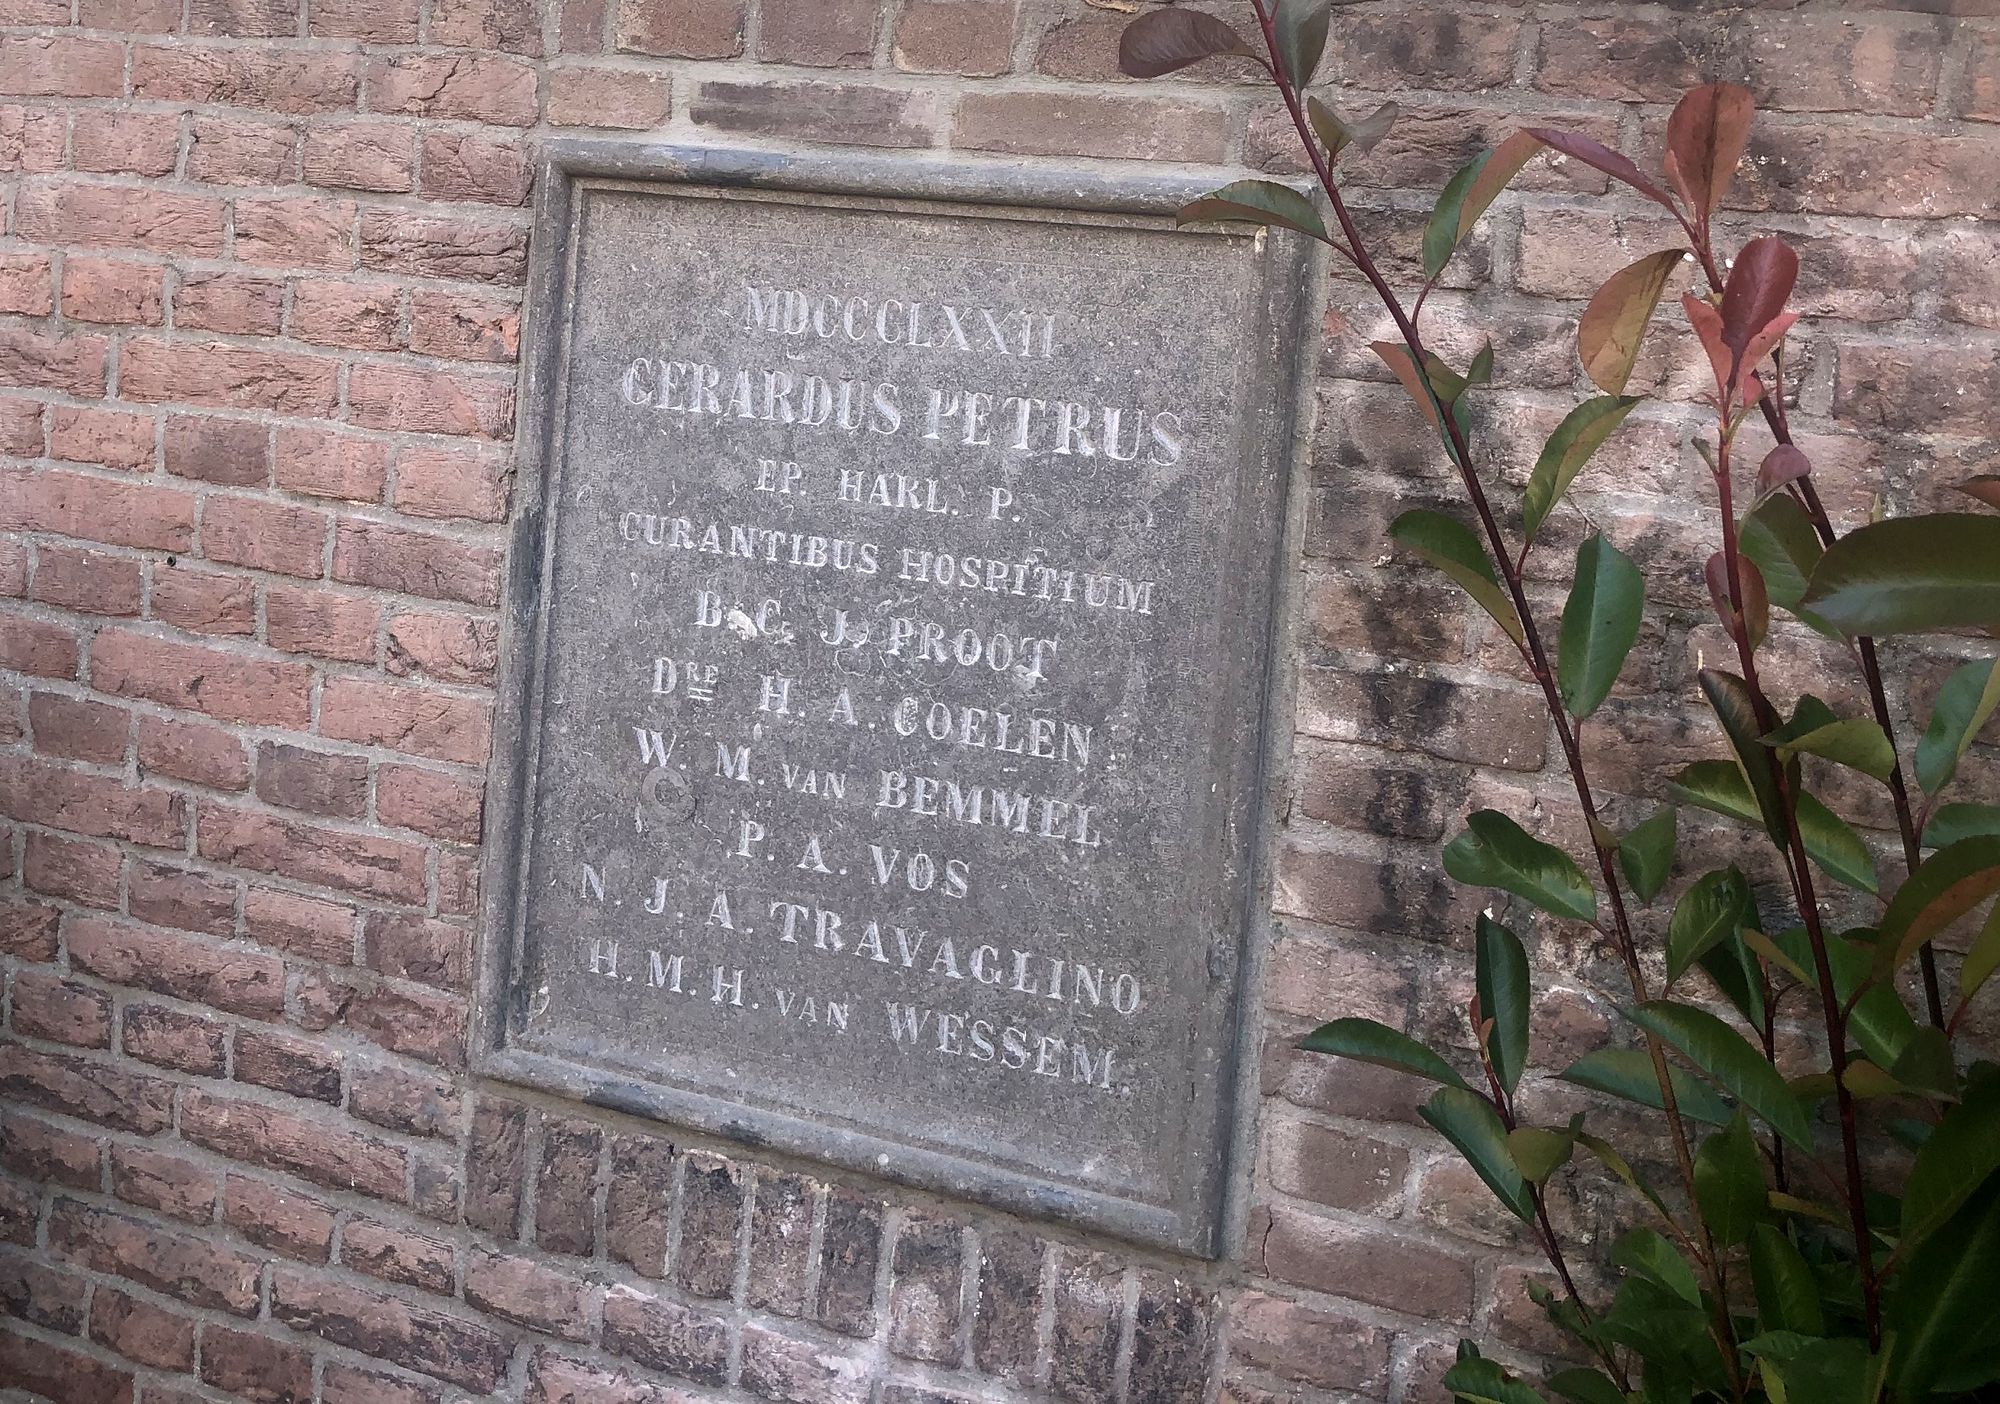 MDCCCLXXII
GERARDUS PETRUS
EP. HARL. P.
CURANTIBUS HOSPITIUM
B. C. J. PROOT
DRE H. A. COELEN
W. M. VAN BEMMEL
P. A. VOS
N. J. A. TRAVAGLINO
H. M. H. VAN WESSEM.